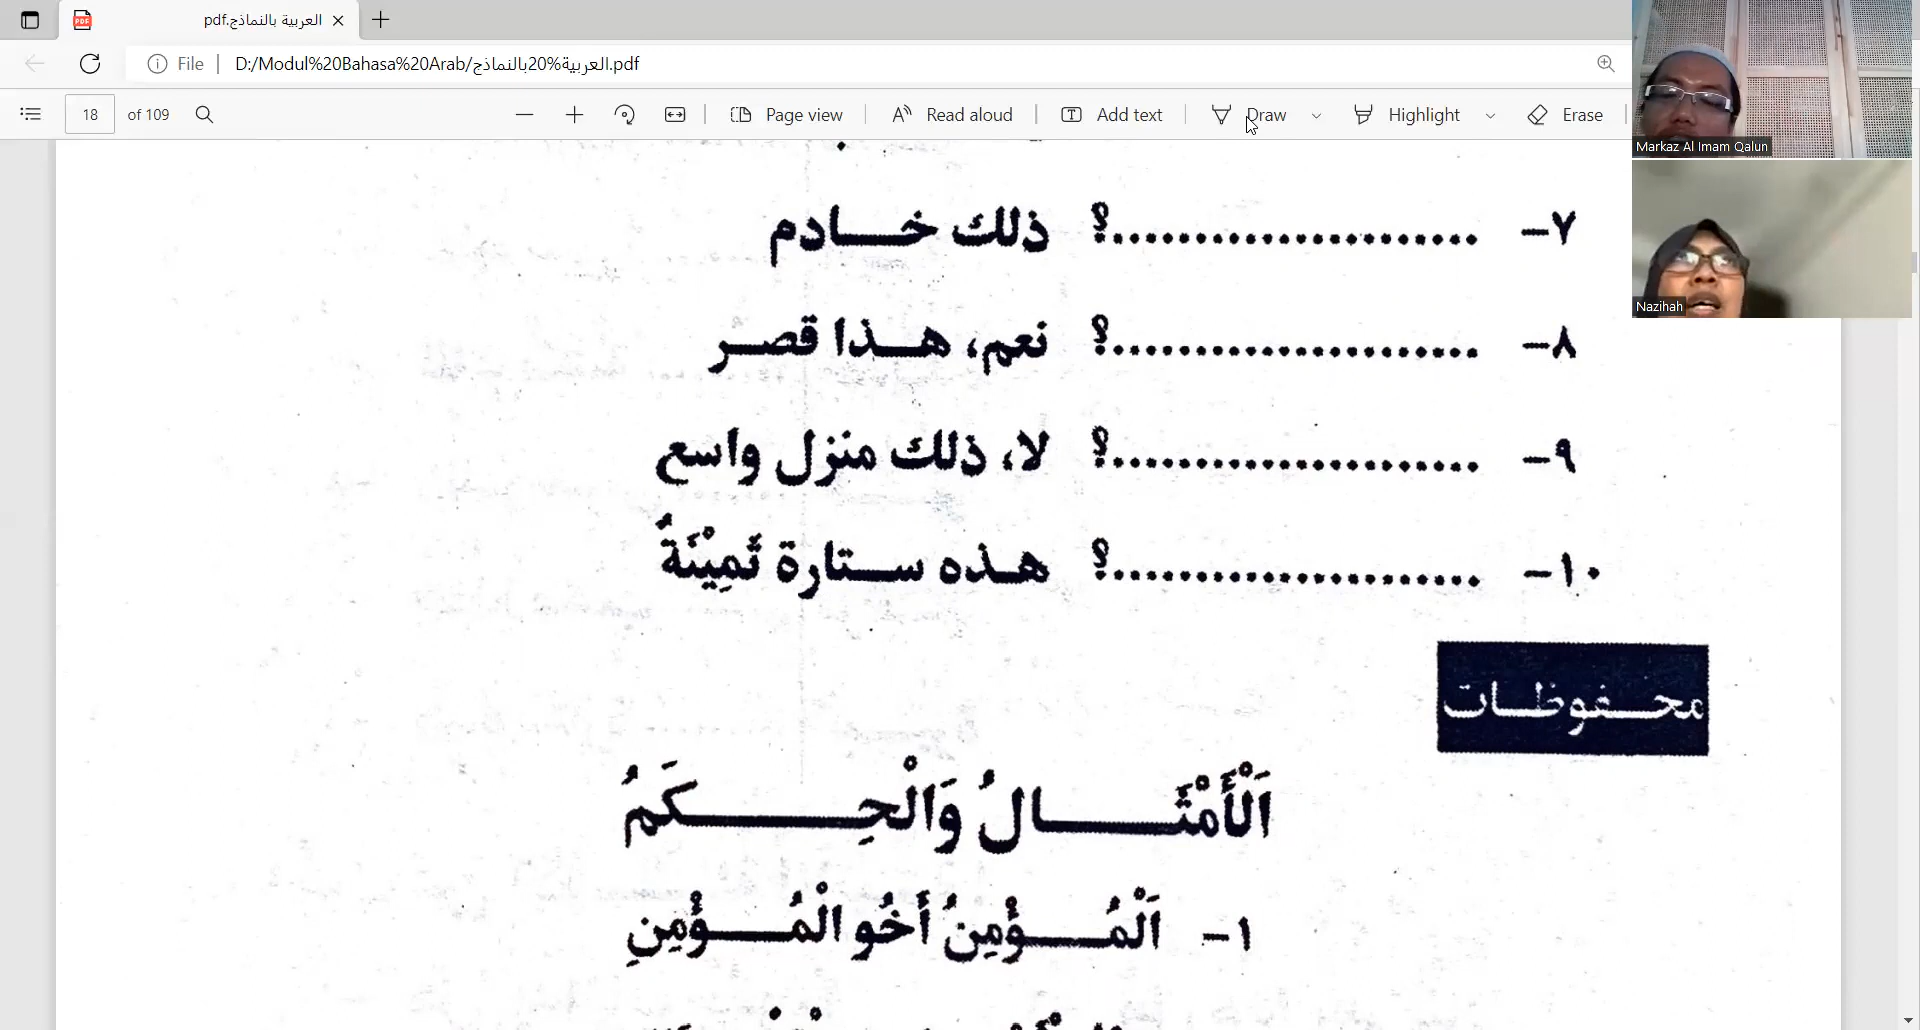 العربية بالنماذج.pdf
File
D:/Modul%20Bahasa%20Arab/العربية%20بالنماذج.pdf
18 of 109
Page view
Read aloud
Add text
Draw
Highlight
Erase
Markaz Al Imam Qalun
Nazihah
٧- ......................؟ ذلك خادم
٨- ......................؟ نعم، هذا قصر
٩- ......................؟ لا، ذلك منزل واسع
١٠- ......................؟ هذه ستارة ثَمِيْنَةٌ
محفوظات
اَلْأَمْثَالُ وَالْحِكَمُ
١- اَلْمُؤْمِنُ أَخُو الْمُؤْمِنِ